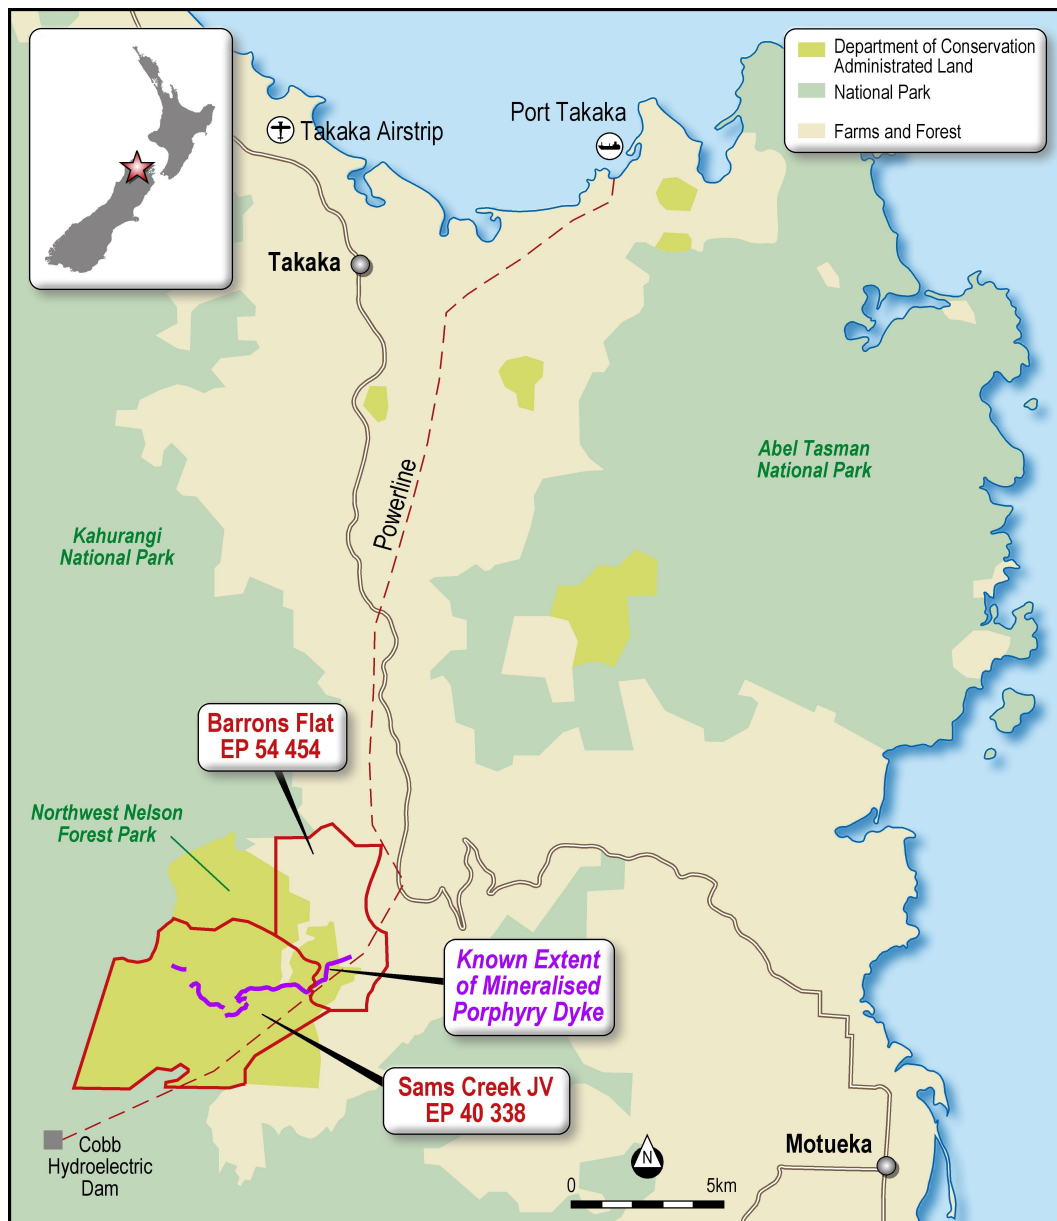 Department of Conservation
Administrated Land
National Park
Farms and Forest
Port Takaka
Takaka Airstrip
Takaka
Powerline
Abel Tasman
National Park
Kahurangi
National Park
Barrons Flat
EP 54 454
Northwest Nelson
Forest Park
Known Extent
of Mineralised
Porphyry Dyke
Sams Creek JV
EP 40 338
Cobb
Hydroelectric
Dam
Motueka
N
0 5km